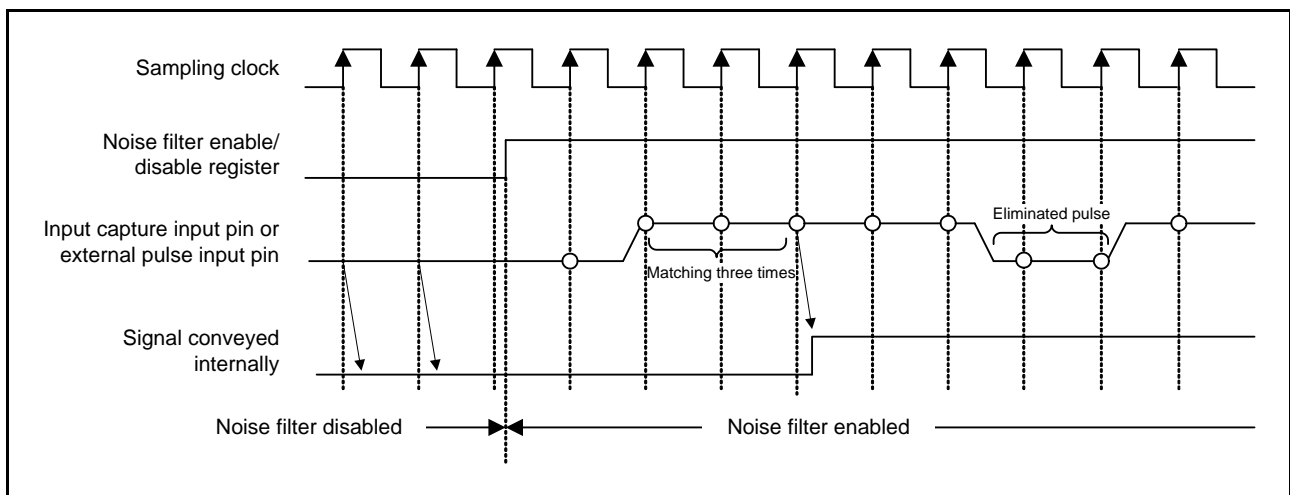 Sampling clock
Noise filter enable/
disable register
Input capture input pin or
external pulse input pin
Eliminated pulse
Matching three times
Signal conveyed
internally
Noise filter disabled
Noise filter enabled